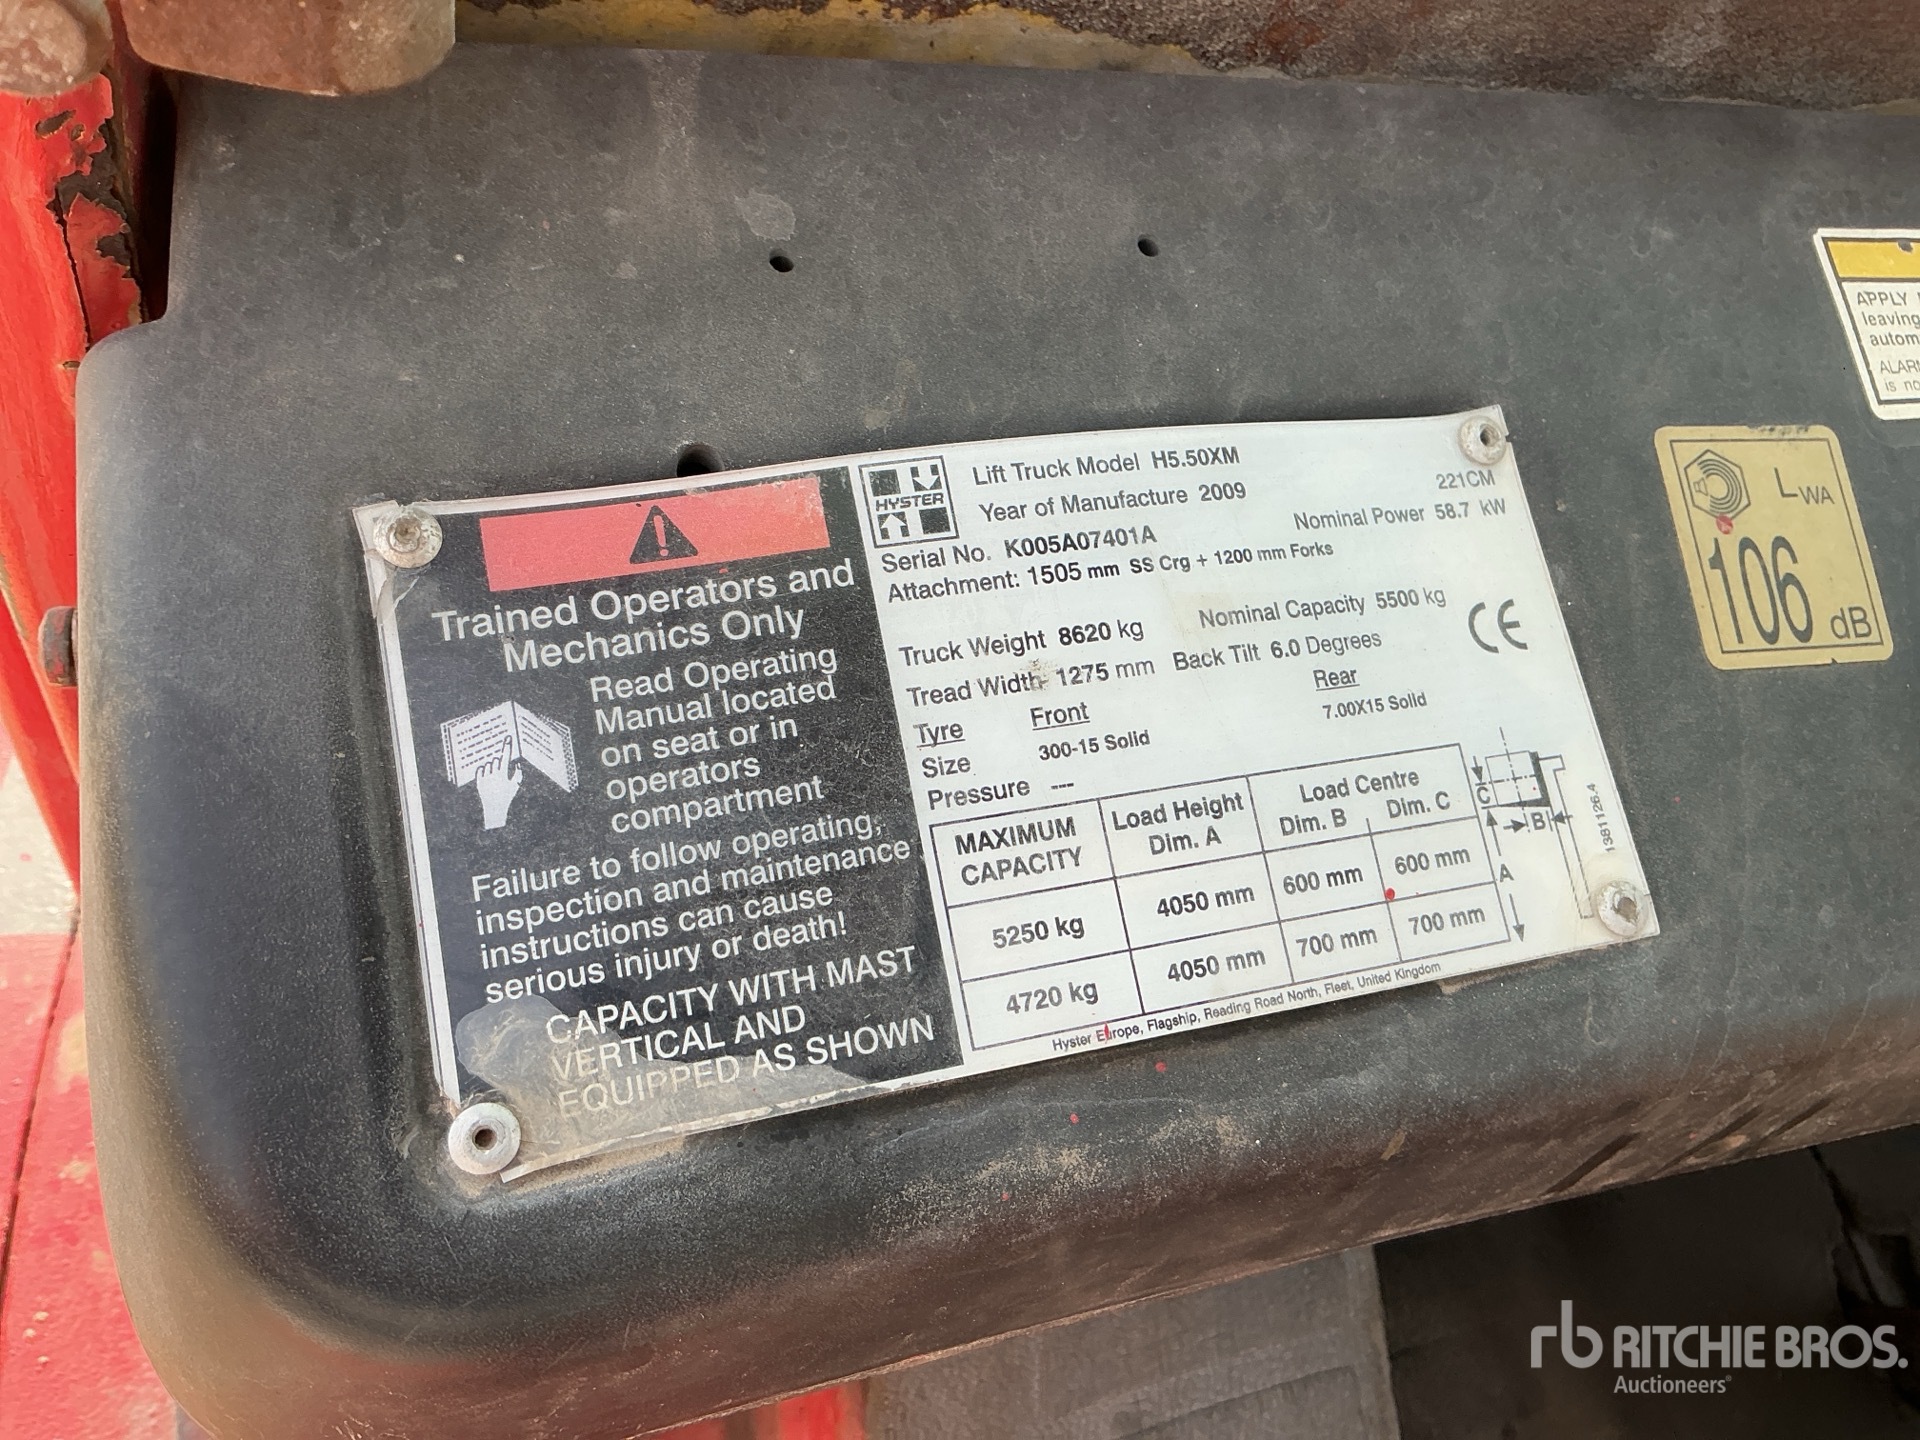 Trained Operators and
Mechanics Only
Read Operating
Manual located
on seat or in
operators
compartment
Failure to follow operating,
inspection and maintenance
instructions can cause
serious injury or death!
CAPACITY WITH MAST
VERTICAL AND
EQUIPPED AS SHOWN
HYSTER
Lift Truck Model H5.50XM
221CM
Year of Manufacture 2009
Nominal Power 58.7 kW
Serial No. K005A07401A
Attachment: 1505 mm SS Crg + 1200 mm Forks
Truck Weight 8620 kg Nominal Capacity 5500 kg
CE
Tread Width 1275 mm Back Tilt 6.0 Degrees
Tyre Front Rear
Size 300-15 Solid 7.00X15 Solid
Pressure ---
MAXIMUM CAPACITY Load Height Dim. A Load Centre Dim. B Dim. C
5250 kg 4050 mm 600 mm 600 mm
4720 kg 4050 mm 700 mm 700 mm
C
B
A
1381126.4
Hyster Europe, Flagship, Reading Road North, Fleet, United Kingdom
LWA
106 dB
APPLY
leaving
autom
ALAR
is no
rb RITCHIE BROS.
Auctioneers